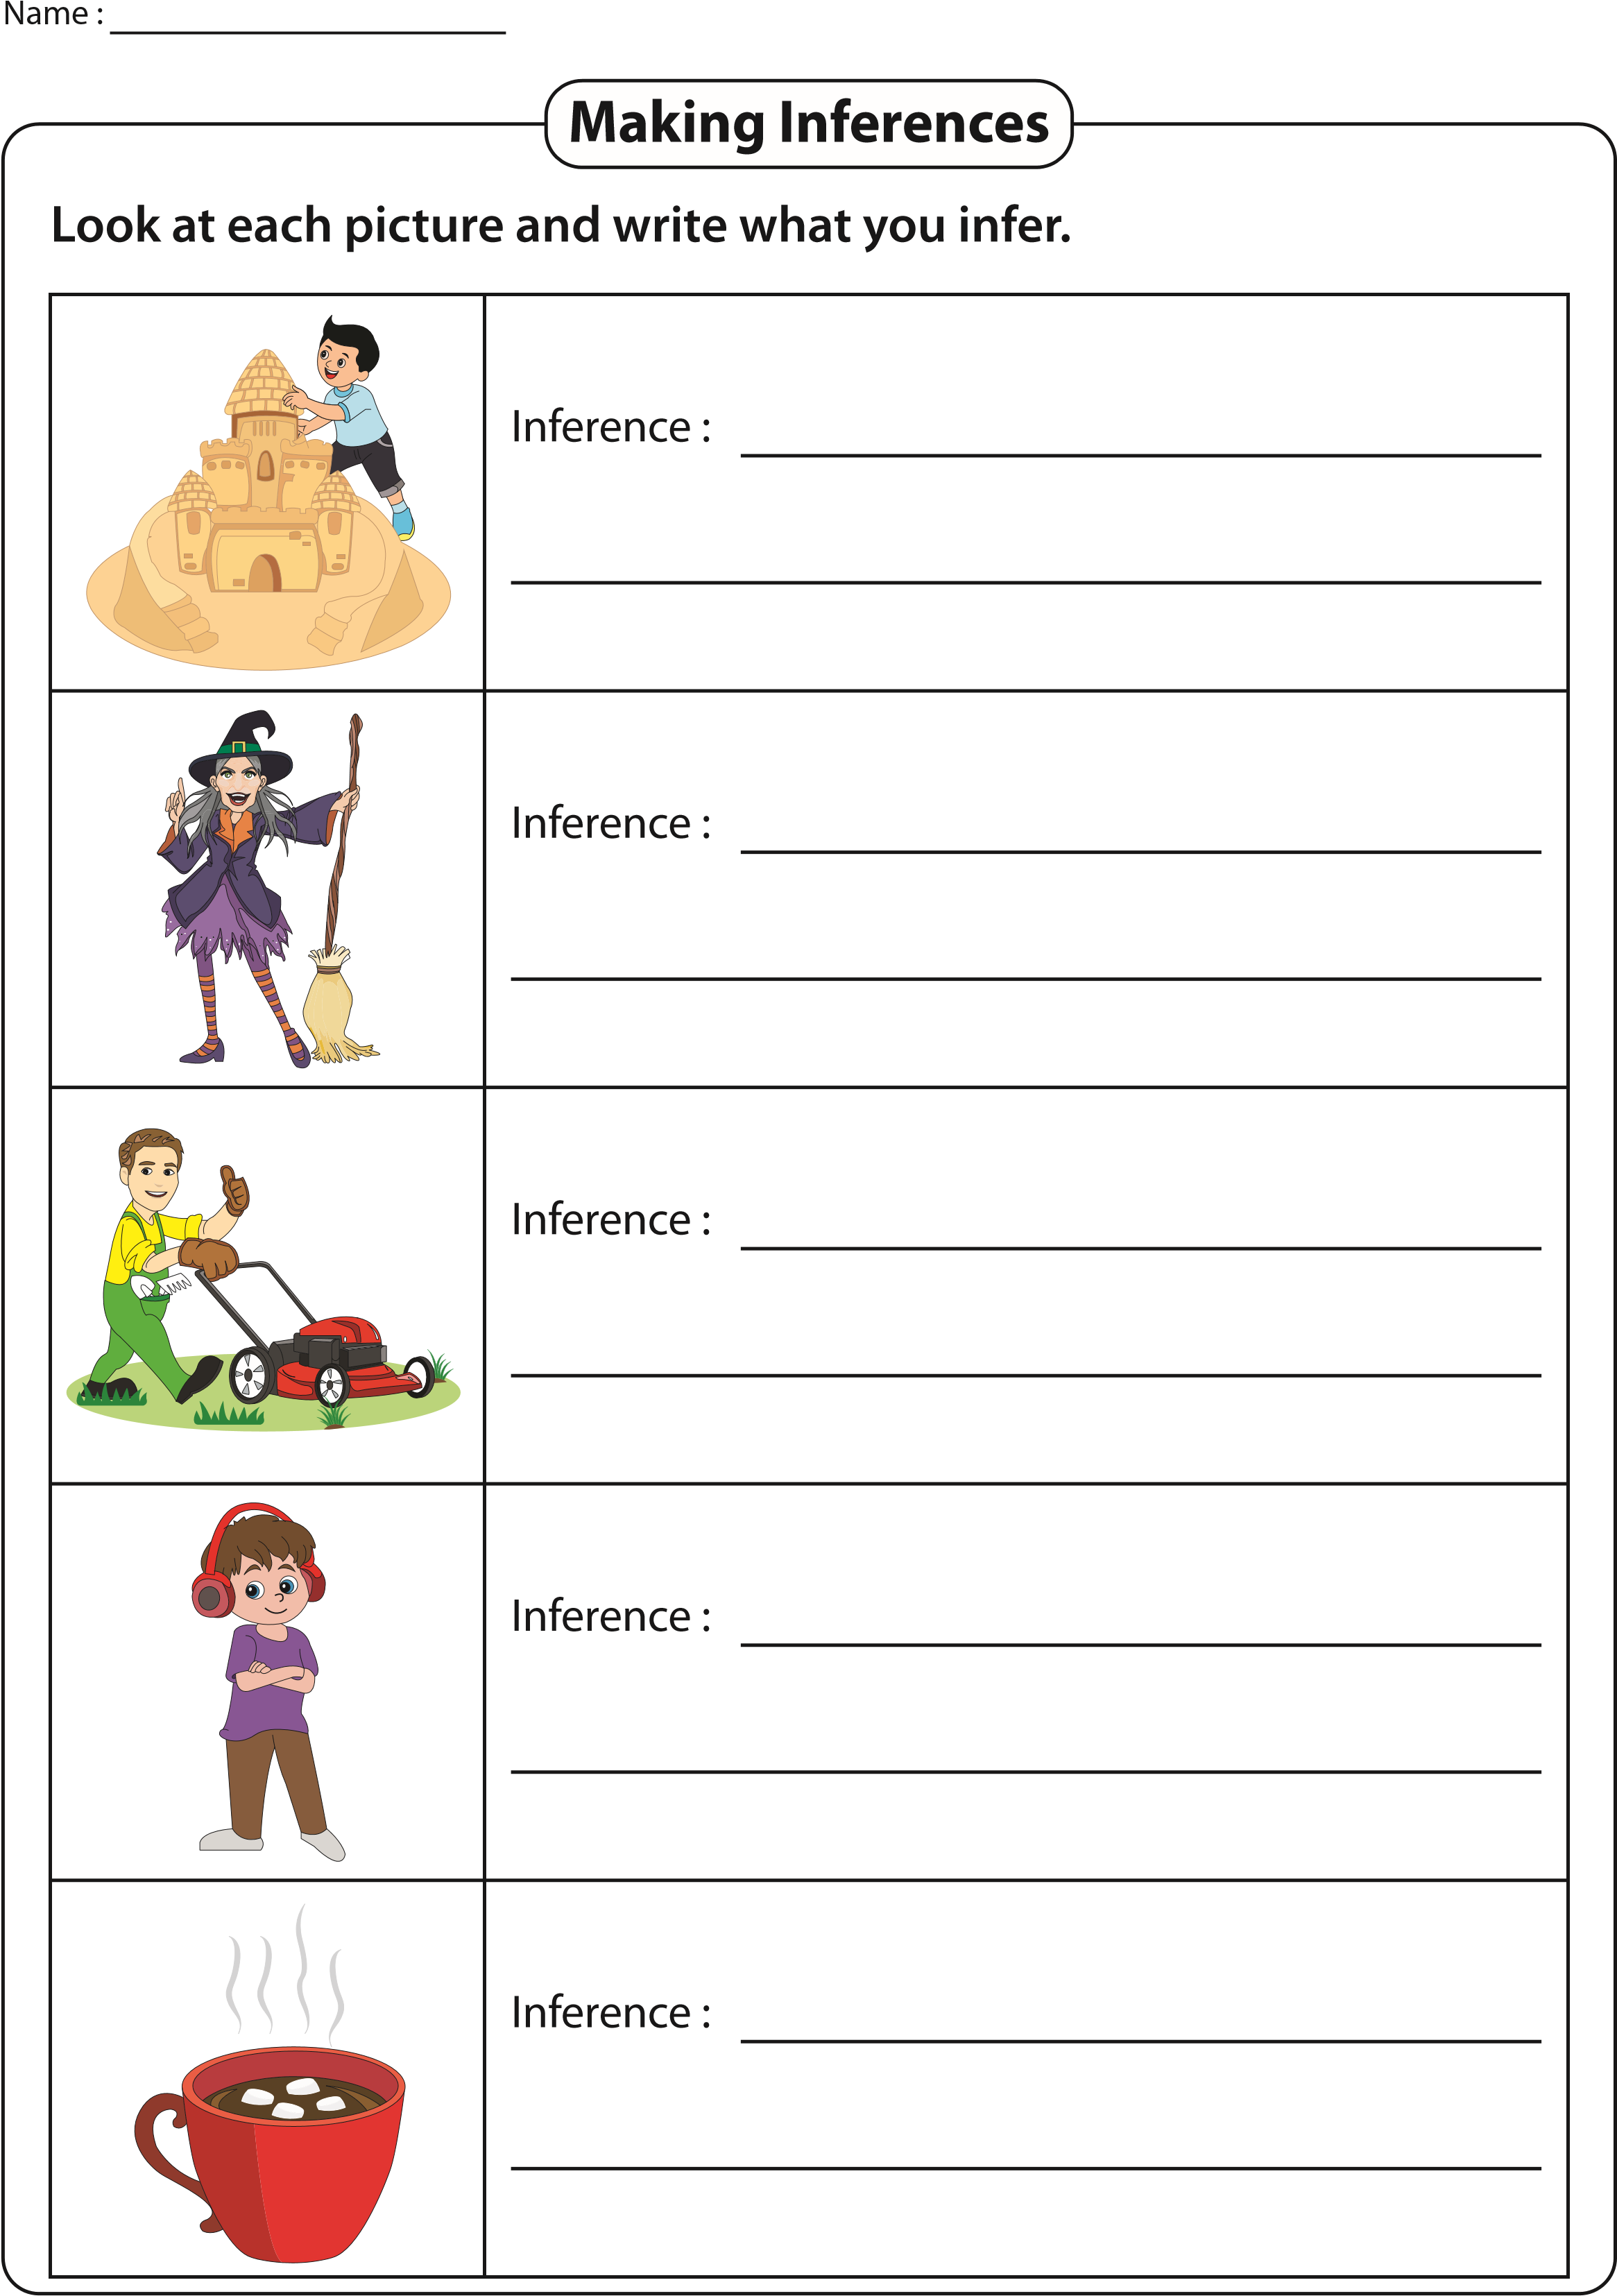 Name :
Making Inferences
Look at each picture and write what you infer.
Inference :
Inference :
Inference :
Inference :
Inference :